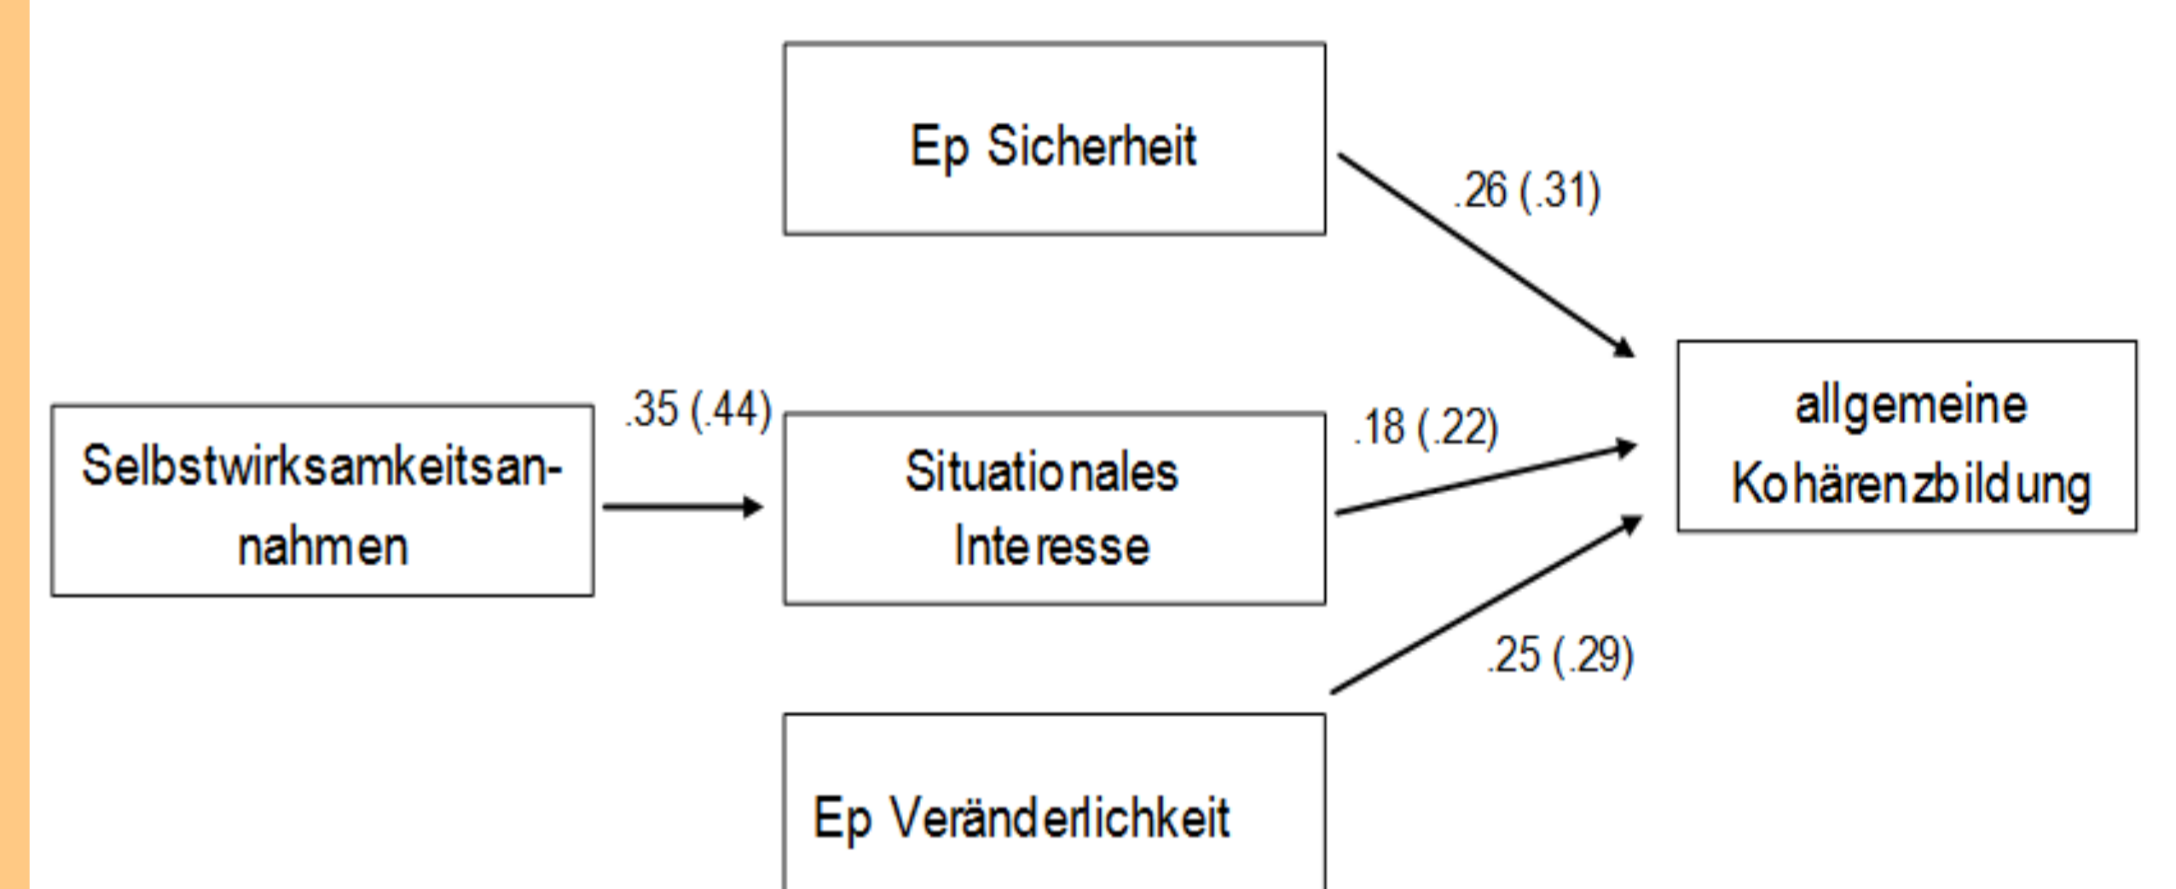 Ep Sicherheit
.26 (.31)
Selbstwirksamkeitsan-
nahmen
.35 (.44)
Situationales
Interesse
.18 (.22)
allgemeine
Kohärenzbildung
.25 (.29)
Ep Veränderlichkeit